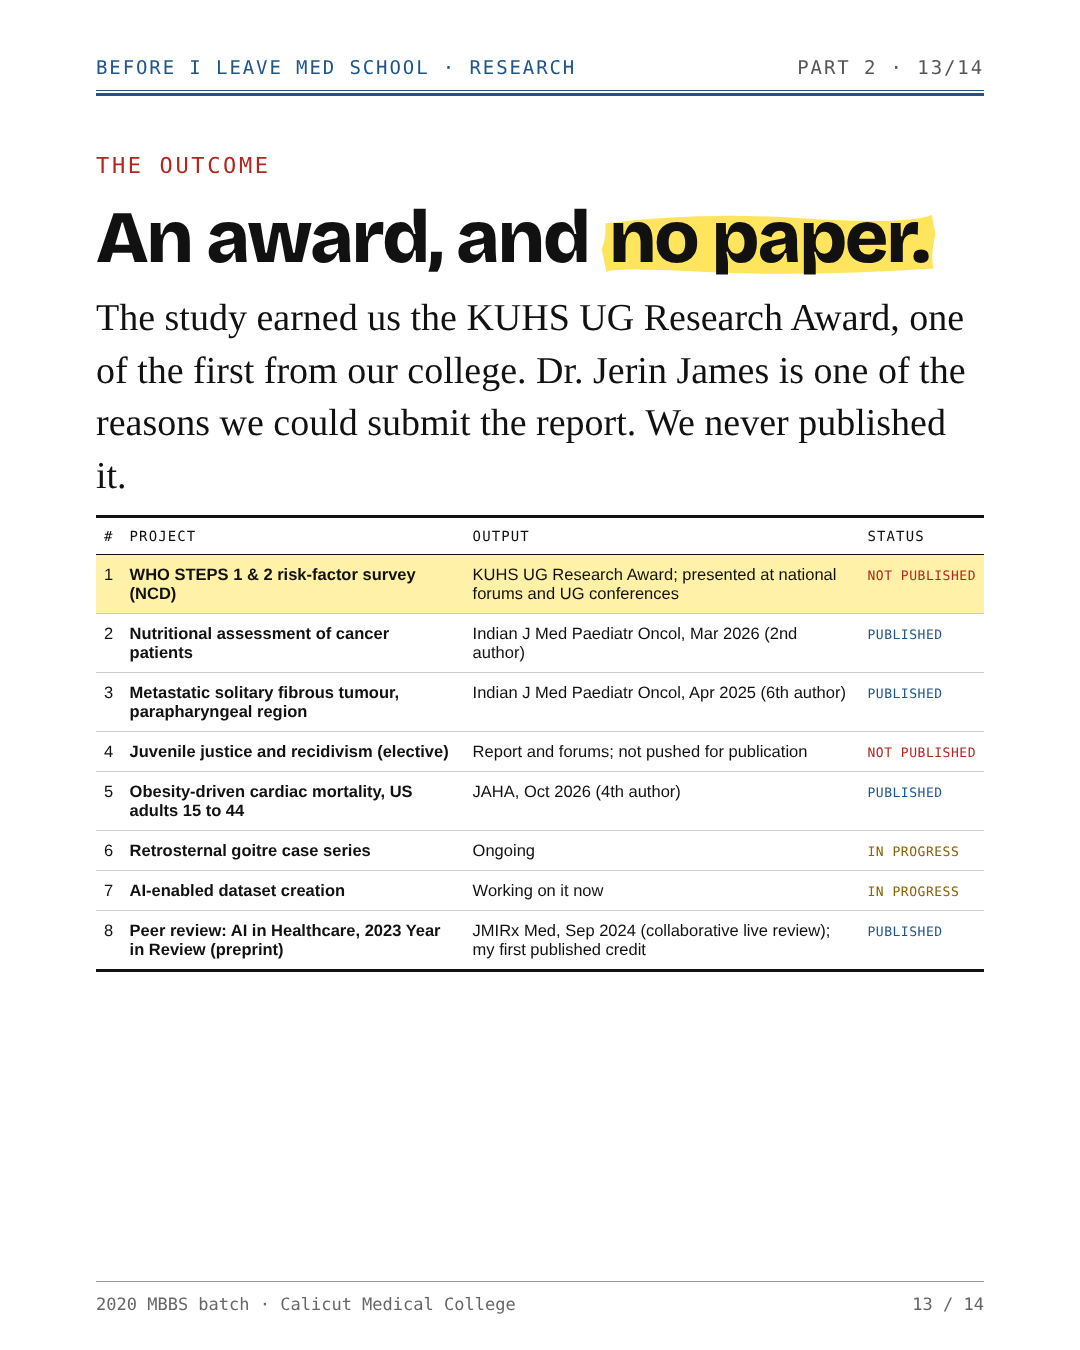 BEFORE I LEAVE MED SCHOOL · RESEARCH
PART 2 · 13/14
THE OUTCOME
An award, and no paper.
The study earned us the KUHS UG Research Award, one
of the first from our college. Dr. Jerin James is one of the
reasons we could submit the report. We never published
it.
# PROJECT OUTPUT STATUS
1 WHO STEPS 1 & 2 risk-factor survey KUHS UG Research Award; presented at national NOT PUBLISHED
(NCD) forums and UG conferences
2 Nutritional assessment of cancer Indian J Med Paediatr Oncol, Mar 2026 (2nd PUBLISHED
patients author)
3 Metastatic solitary fibrous tumour, Indian J Med Paediatr Oncol, Apr 2025 (6th author) PUBLISHED
parapharyngeal region
4 Juvenile justice and recidivism (elective) Report and forums; not pushed for publication NOT PUBLISHED
5 Obesity-driven cardiac mortality, US JAHA, Oct 2026 (4th author) PUBLISHED
adults 15 to 44
6 Retrosternal goitre case series Ongoing IN PROGRESS
7 AI-enabled dataset creation Working on it now IN PROGRESS
8 Peer review: AI in Healthcare, 2023 Year JMIRx Med, Sep 2024 (collaborative live review); PUBLISHED
in Review (preprint) my first published credit
2020 MBBS batch · Calicut Medical College
13 / 14